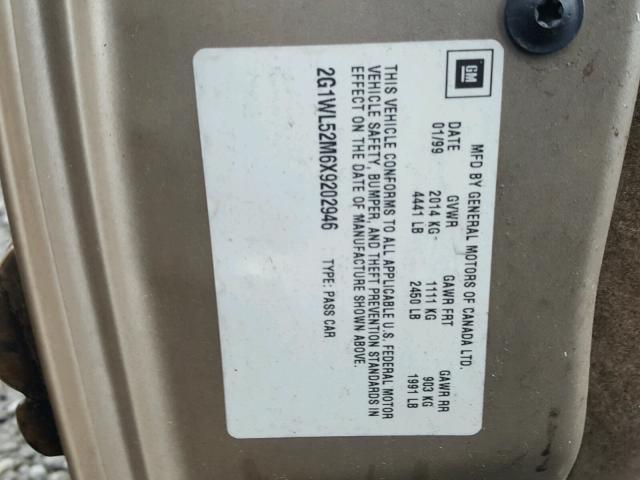 GM
MFD BY GENERAL MOTORS OF CANADA LTD.
DATE GVWR GAWR FRT GAWR RR
01/99 2014 KG 1111 KG 903 KG
4441 LB 2450 LB 1991 LB
THIS VEHICLE CONFORMS TO ALL APPLICABLE U.S. FEDERAL MOTOR
VEHICLE SAFETY, BUMPER, AND THEFT PREVENTION STANDARDS IN
EFFECT ON THE DATE OF MANUFACTURE SHOWN ABOVE.
2G1WL52M6X9202946 TYPE: PASS CAR